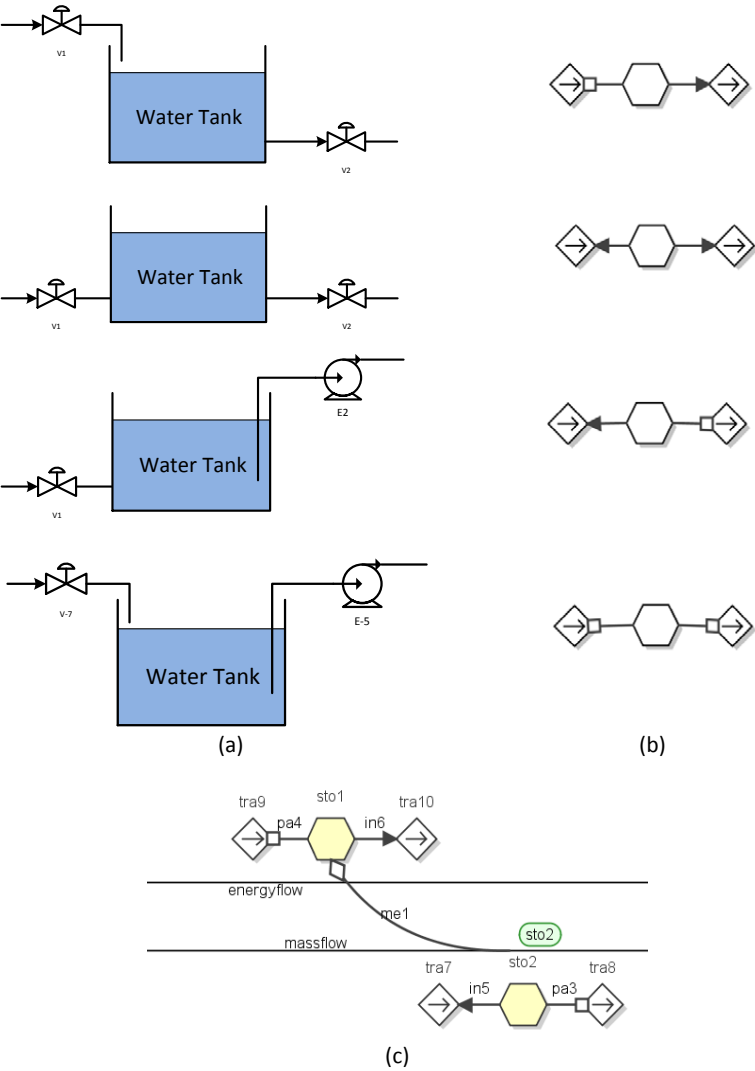 V1
Water Tank
V2
Water Tank
V1
V2
E2
Water Tank
V1
V-7
E-5
Water Tank
(a)
(b)
tra9
sto1
tra10
pa4
in6
energyflow
me1
massflow
sto2
tra7
sto2
tra8
in5
pa3
(c)